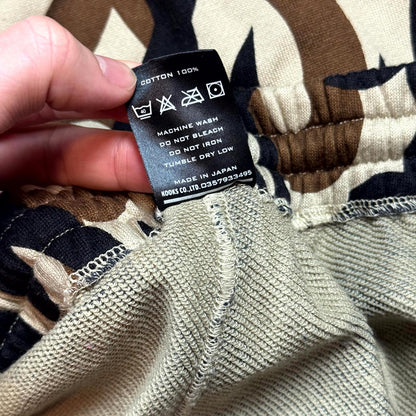 COTTON 100%
MACHINE WASH
DO NOT BLEACH
DO NOT IRON
TUMBLE DRY LOW
MADE IN JAPAN
NOOKS CO.,LTD. 0357933495